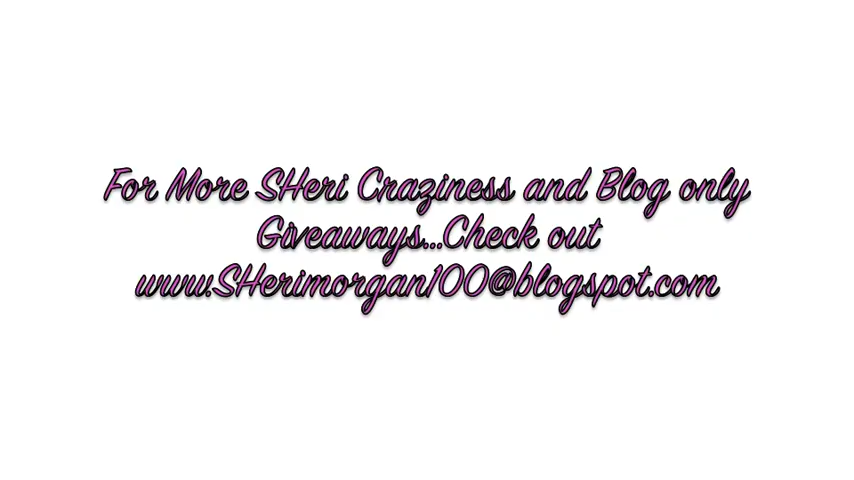 For More SHeri Craziness and Blog only
Giveaways...Check out
www.SHerimorgan100@blogspot.com